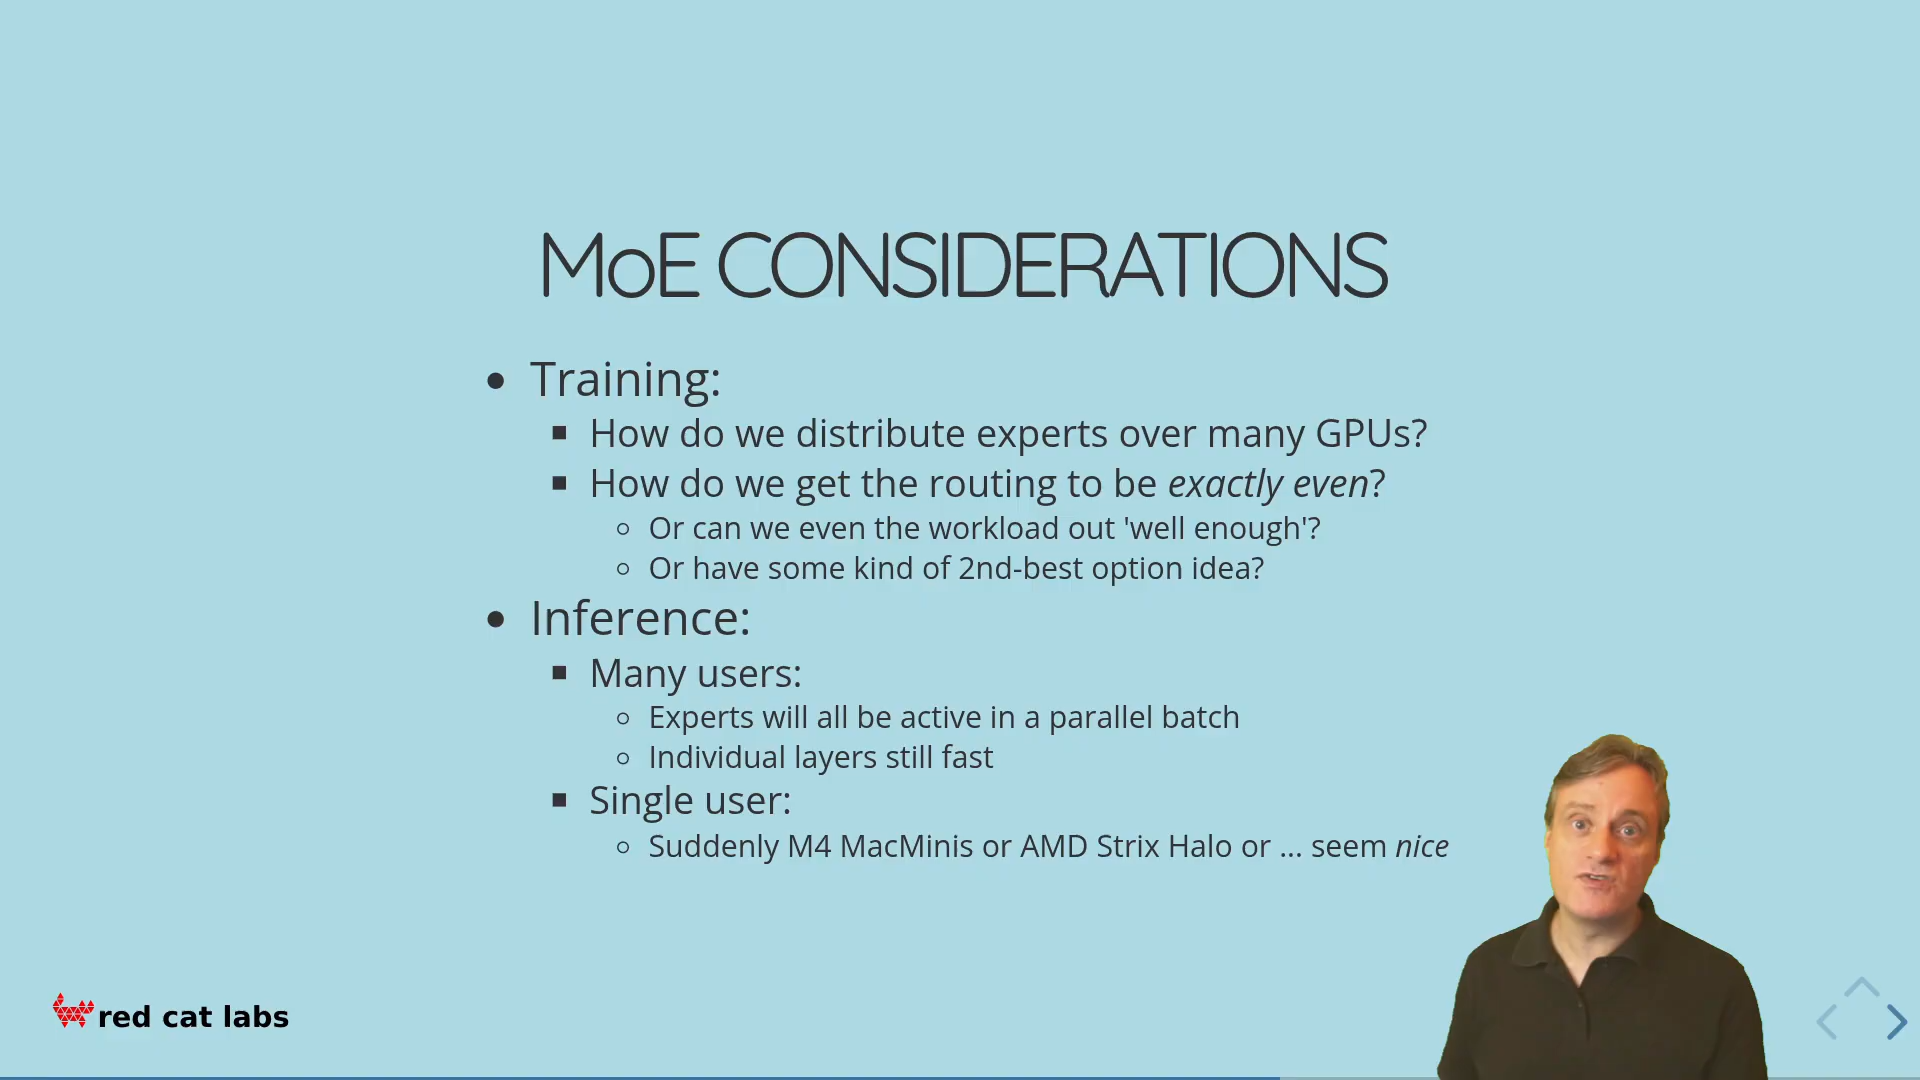 MoE CONSIDERATIONS
Training:
How do we distribute experts over many GPUs?
How do we get the routing to be exactly even?
Or can we even the workload out 'well enough'?
Or have some kind of 2nd-best option idea?
Inference:
Many users:
Experts will all be active in a parallel batch
Individual layers still fast
Single user:
Suddenly M4 MacMinis or AMD Strix Halo or ... seem nice
red cat labs